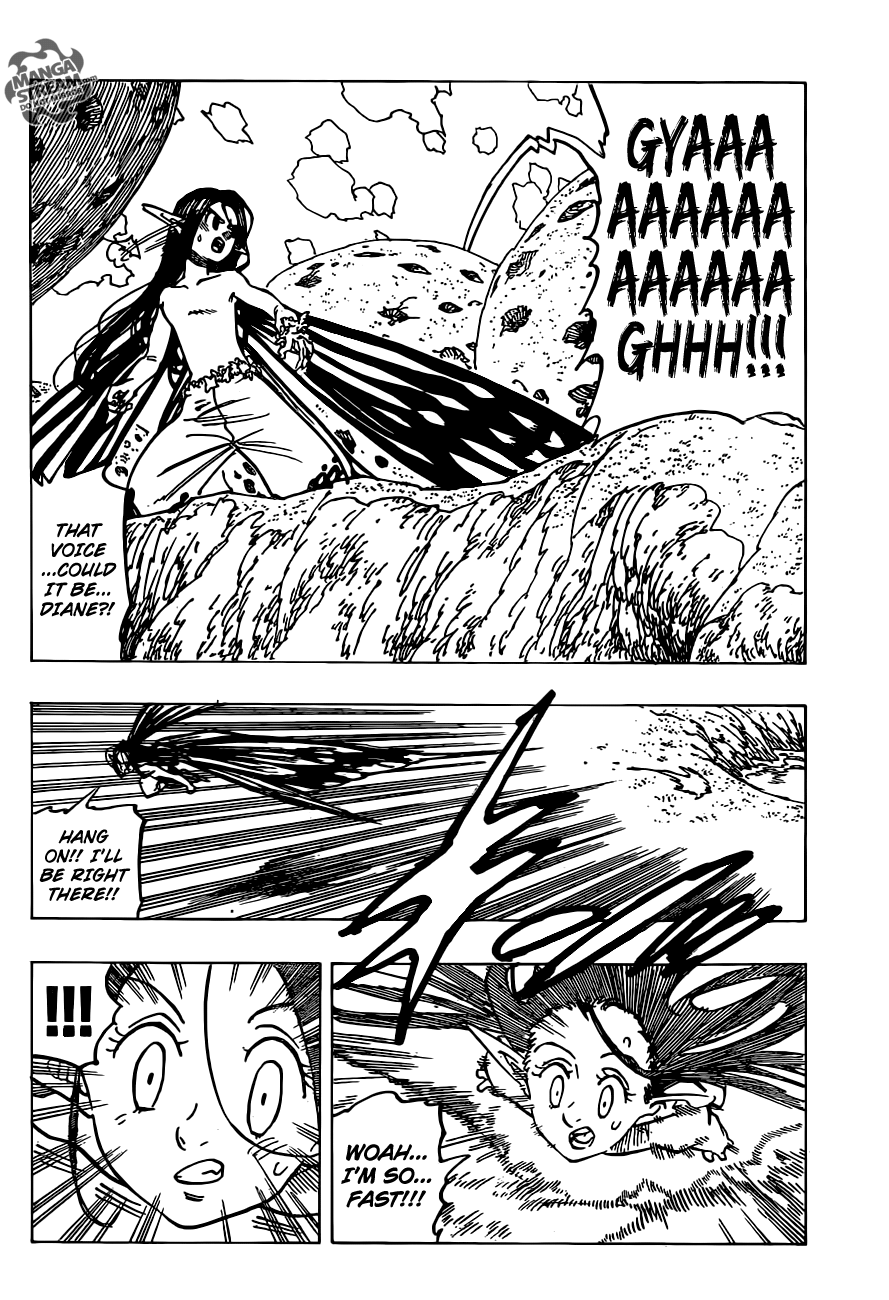 MANGA
STREAM
GYAAA
AAAAAA
AAAAAA
GHHH!!!
THAT
VOICE
...COULD
IT BE...
DIANE?!
HANG
ON!! I'LL
BE RIGHT
THERE!!
WOAH...
I'M SO...
FAST!!!
!!!